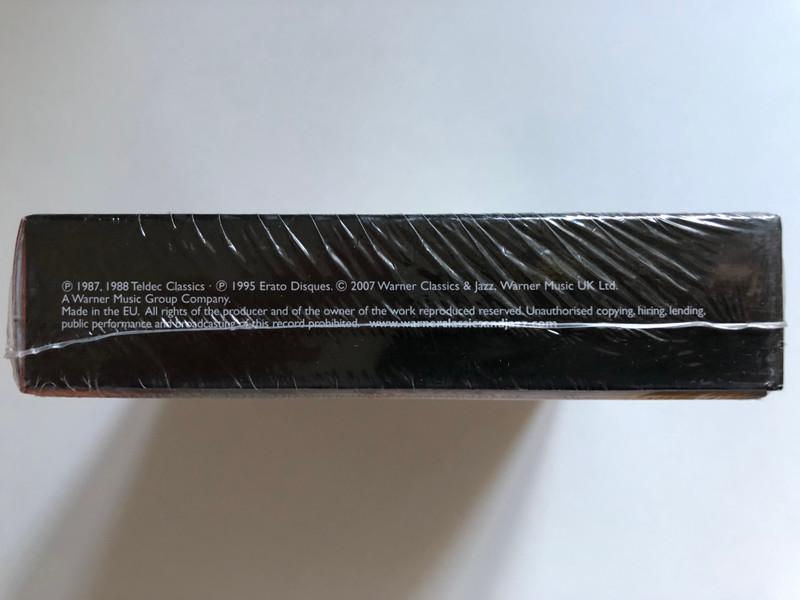 ℗ 1987, 1988 Teldec Classics · ℗ 1995 Erato Disques. © 2007 Warner Classics & Jazz, Warner Music UK Ltd.
A Warner Music Group Company.
Made in the EU. All rights of the producer and of the owner of the work reproduced reserved. Unauthorised copying, hiring, lending,
public performance and broadcasting of this record prohibited. www.warnerclassicsandjazz.com